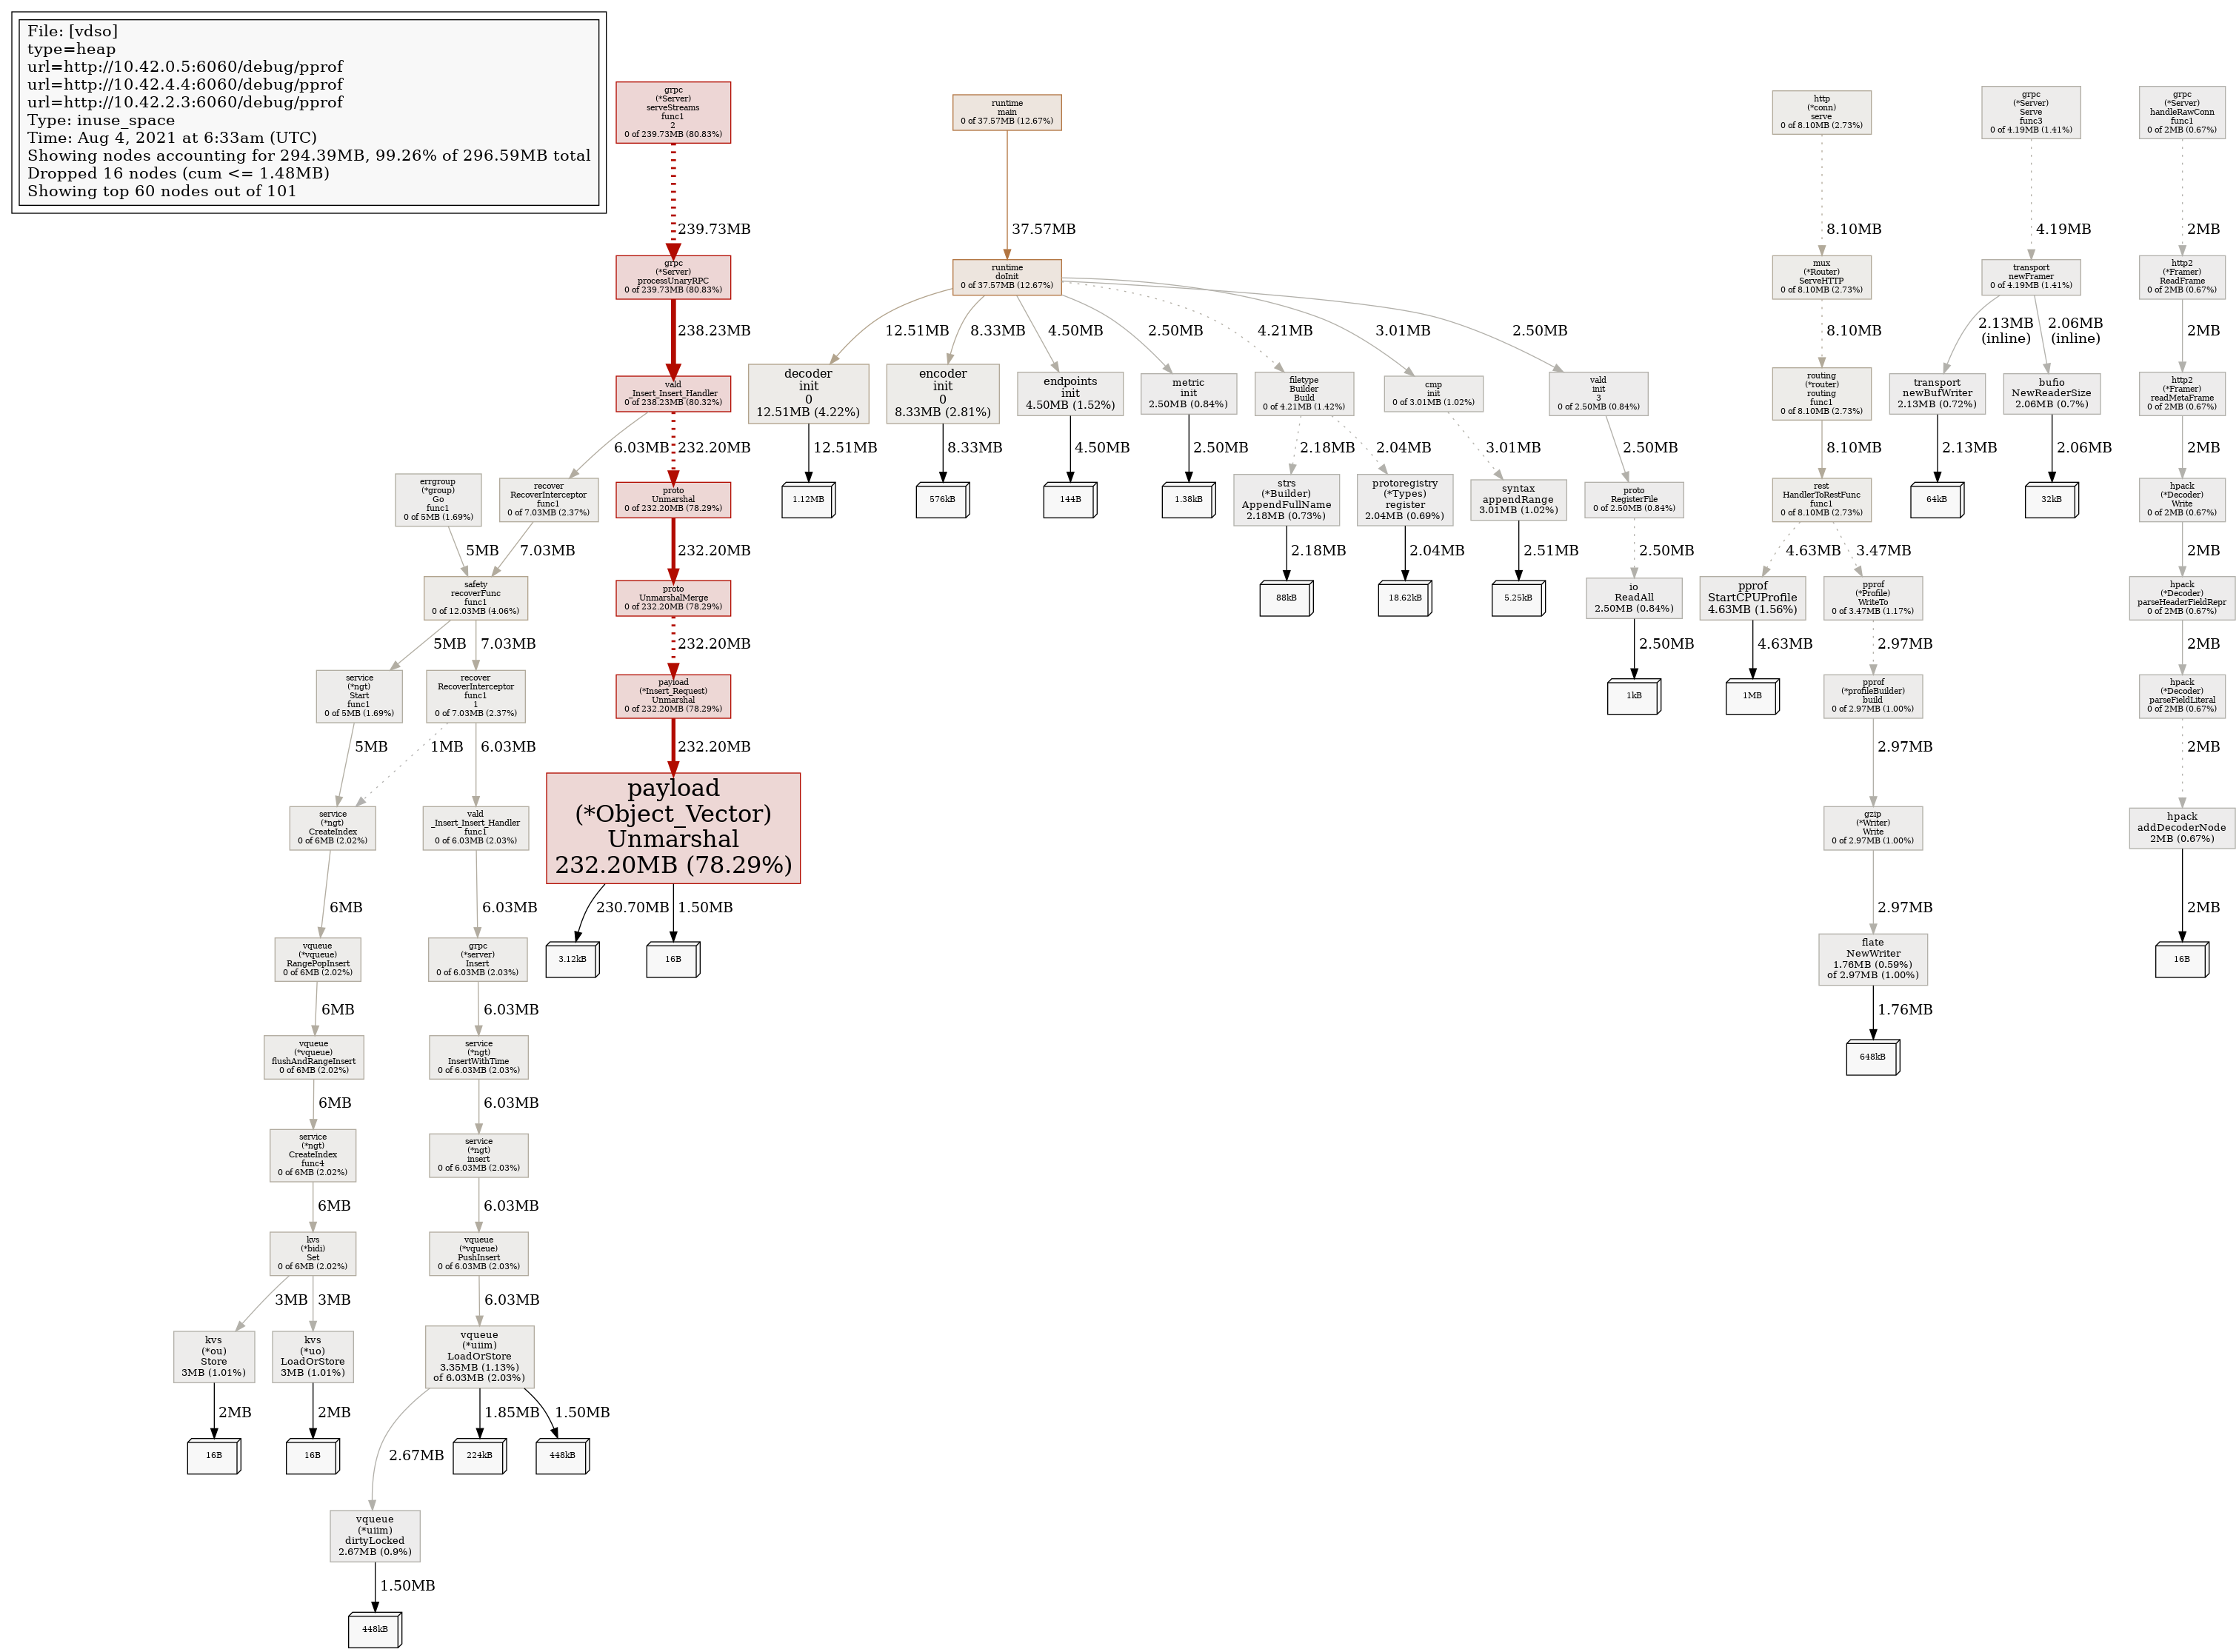 File: [vdso]
type=heap
url=http://10.42.0.5:6060/debug/pprof
url=http://10.42.4.4:6060/debug/pprof
url=http://10.42.2.3:6060/debug/pprof
Type: inuse_space
Time: Aug 4, 2021 at 6:33am (UTC)
Showing nodes accounting for 294.39MB, 99.26% of 296.59MB total
Dropped 16 nodes (cum <= 1.48MB)
Showing top 60 nodes out of 101
grpc
(*Server)
serveStreams
func1
2
0 of 239.73MB (80.83%)
239.73MB
grpc
(*Server)
processUnaryRPC
0 of 239.73MB (80.83%)
238.23MB
vald
_Insert_Insert_Handler
0 of 238.23MB (80.32%)
6.03MB
232.20MB
errgroup
(*group)
Go
func1
0 of 5MB (1.69%)
recover
RecoverInterceptor
func1
0 of 7.03MB (2.37%)
proto
Unmarshal
0 of 232.20MB (78.29%)
5MB
7.03MB
232.20MB
safety
recoverFunc
func1
0 of 12.03MB (4.06%)
proto
UnmarshalMerge
0 of 232.20MB (78.29%)
5MB
7.03MB
232.20MB
service
(*ngt)
Start
func1
0 of 5MB (1.69%)
recover
RecoverInterceptor
func1
1
0 of 7.03MB (2.37%)
payload
(*Insert_Request)
Unmarshal
0 of 232.20MB (78.29%)
5MB
1MB
6.03MB
232.20MB
service
(*ngt)
CreateIndex
0 of 6MB (2.02%)
vald
_Insert_Insert_Handler
func1
0 of 6.03MB (2.03%)
payload
(*Object_Vector)
Unmarshal
232.20MB (78.29%)
6MB
6.03MB
230.70MB
1.50MB
vqueue
(*vqueue)
RangePopInsert
0 of 6MB (2.02%)
grpc
(*server)
Insert
0 of 6.03MB (2.03%)
3.12kB
16B
6MB
6.03MB
vqueue
(*vqueue)
flushAndRangeInsert
0 of 6MB (2.02%)
service
(*ngt)
InsertWithTime
0 of 6.03MB (2.03%)
6MB
6.03MB
service
(*ngt)
CreateIndex
func4
0 of 6MB (2.02%)
service
(*ngt)
insert
0 of 6.03MB (2.03%)
6MB
6.03MB
kvs
(*bidi)
Set
0 of 6MB (2.02%)
vqueue
(*vqueue)
PushInsert
0 of 6.03MB (2.03%)
3MB
3MB
6.03MB
kvs
(*ou)
Store
3MB (1.01%)
kvs
(*uo)
LoadOrStore
3MB (1.01%)
vqueue
(*uiim)
LoadOrStore
3.35MB (1.13%)
of 6.03MB (2.03%)
2MB
2MB
2.67MB
1.85MB
1.50MB
16B
16B
224kB
448kB
vqueue
(*uiim)
dirtyLocked
2.67MB (0.9%)
1.50MB
448kB
runtime
main
0 of 37.57MB (12.67%)
37.57MB
runtime
doInit
0 of 37.57MB (12.67%)
12.51MB
8.33MB
4.50MB
2.50MB
4.21MB
3.01MB
2.50MB
decoder
init
0
12.51MB (4.22%)
encoder
init
0
8.33MB (2.81%)
endpoints
init
4.50MB (1.52%)
metric
init
2.50MB (0.84%)
filetype
Builder
Build
0 of 4.21MB (1.42%)
cmp
init
0 of 3.01MB (1.02%)
vald
init
3
0 of 2.50MB (0.84%)
12.51MB
8.33MB
4.50MB
2.50MB
2.18MB
2.04MB
3.01MB
2.50MB
1.12MB
576kB
144B
1.38kB
strs
(*Builder)
AppendFullName
2.18MB (0.73%)
protoregistry
(*Types)
register
2.04MB (0.69%)
syntax
appendRange
3.01MB (1.02%)
proto
RegisterFile
0 of 2.50MB (0.84%)
2.18MB
2.04MB
2.51MB
2.50MB
88kB
18.62kB
5.25kB
io
ReadAll
2.50MB (0.84%)
2.50MB
1kB
http
(*conn)
serve
0 of 8.10MB (2.73%)
8.10MB
mux
(*Router)
ServeHTTP
0 of 8.10MB (2.73%)
8.10MB
routing
(*router)
routing
func1
0 of 8.10MB (2.73%)
8.10MB
rest
HandlerToRestFunc
func1
0 of 8.10MB (2.73%)
4.63MB
3.47MB
pprof
StartCPUProfile
4.63MB (1.56%)
pprof
(*Profile)
WriteTo
0 of 3.47MB (1.17%)
4.63MB
2.97MB
1MB
pprof
(*profileBuilder)
build
0 of 2.97MB (1.00%)
2.97MB
gzip
(*Writer)
Write
0 of 2.97MB (1.00%)
2.97MB
flate
NewWriter
1.76MB (0.59%)
of 2.97MB (1.00%)
1.76MB
648kB
grpc
(*Server)
Serve
func3
0 of 4.19MB (1.41%)
4.19MB
transport
newFramer
0 of 4.19MB (1.41%)
2.13MB
(inline)
2.06MB
(inline)
transport
newBufWriter
2.13MB (0.72%)
bufio
NewReaderSize
2.06MB (0.7%)
2.13MB
2.06MB
64kB
32kB
grpc
(*Server)
handleRawConn
func1
0 of 2MB (0.67%)
2MB
http2
(*Framer)
ReadFrame
0 of 2MB (0.67%)
2MB
http2
(*Framer)
readMetaFrame
0 of 2MB (0.67%)
2MB
hpack
(*Decoder)
Write
0 of 2MB (0.67%)
2MB
hpack
(*Decoder)
parseHeaderFieldRepr
0 of 2MB (0.67%)
2MB
hpack
(*Decoder)
parseFieldLiteral
0 of 2MB (0.67%)
2MB
hpack
addDecoderNode
2MB (0.67%)
2MB
16B